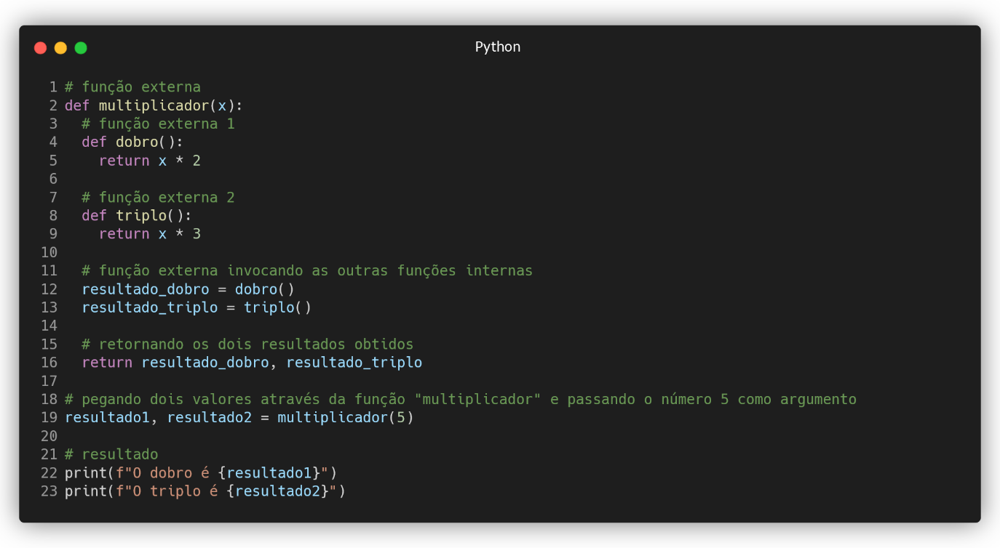 Python
1 # função externa
2 def multiplicador(x):
3   # função externa 1
4   def dobro():
5     return x * 2
6
7   # função externa 2
8   def triplo():
9     return x * 3
10
11   # função externa invocando as outras funções internas
12   resultado_dobro = dobro()
13   resultado_triplo = triplo()
14
15   # retornando os dois resultados obtidos
16   return resultado_dobro, resultado_triplo
17
18 # pegando dois valores através da função "multiplicador" e passando o número 5 como argumento
19 resultado1, resultado2 = multiplicador(5)
20
21 # resultado
22 print(f"O dobro é {resultado1}")
23 print(f"O triplo é {resultado2}")